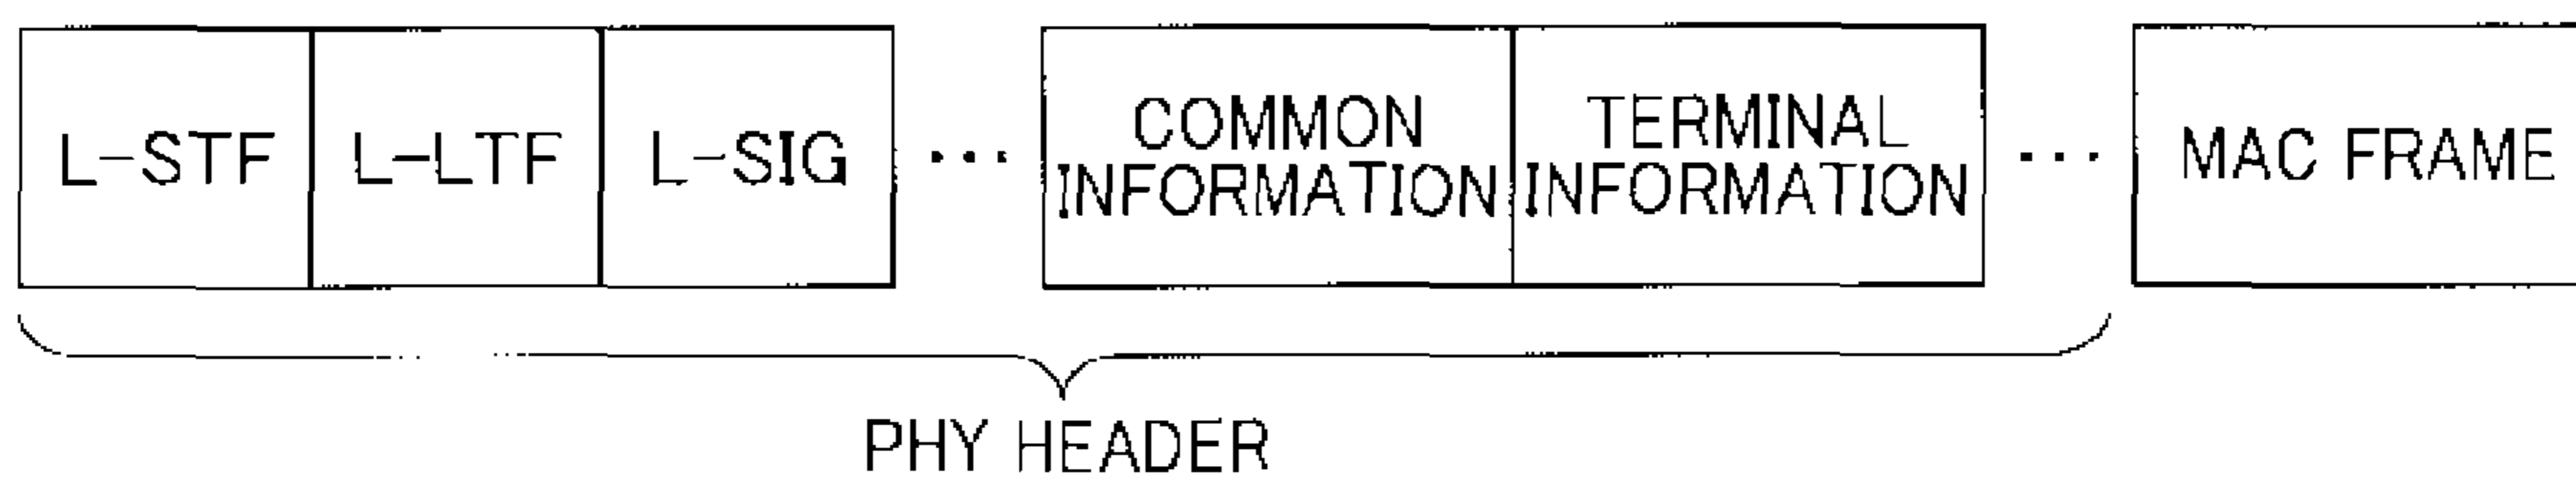 L-STF L-LTF L-SIG ... COMMON INFORMATION TERMINAL INFORMATION ... MAC FRAME
PHY HEADER